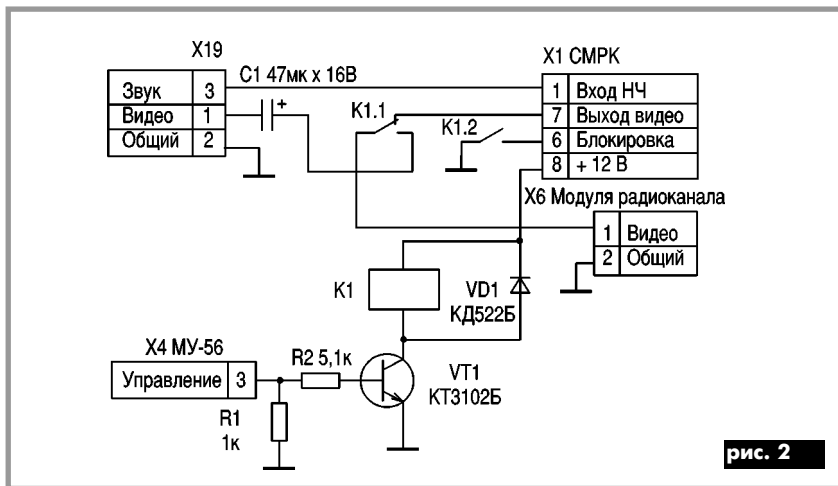 X19
C1 47мк x 16В
X1 СМРК
Звук 3
Видео 1
Общий 2
+
K1.1
K1.2
1 Вход НЧ
7 Выход видео
6 Блокировка
8 + 12 В
X6 Модуля радиоканала
1 Видео
2 Общий
K1
VD1
КД522Б
X4 МУ-56
Управление 3
R2 5,1к
VT1
КТ3102Б
R1
1к
рис. 2